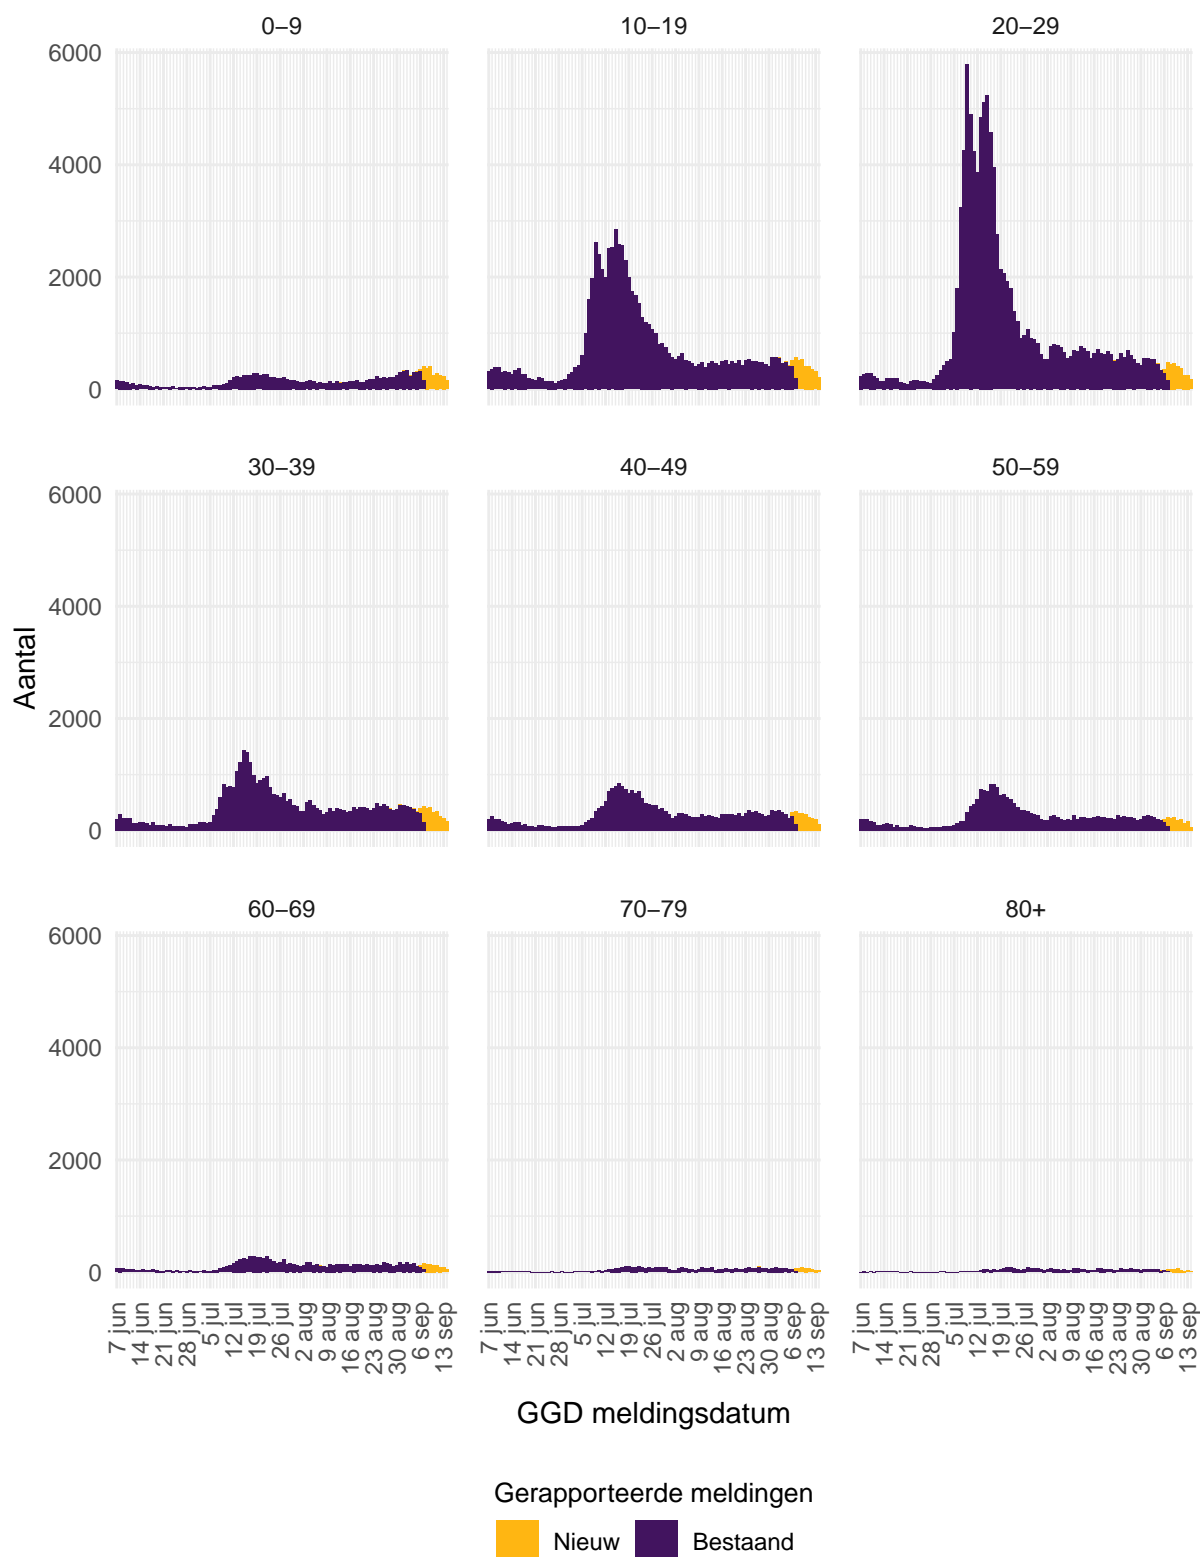 0–9 10–19 20–29
6000
4000
2000
0
30–39 40–49 50–59
6000
4000
2000
0
Aantal
60–69 70–79 80+
6000
4000
2000
0
7 jun 14 jun 21 jun 28 jun 5 jul 12 jul 19 jul 26 jul 2 aug 9 aug 16 aug 23 aug 30 aug 6 sep 13 sep
7 jun 14 jun 21 jun 28 jun 5 jul 12 jul 19 jul 26 jul 2 aug 9 aug 16 aug 23 aug 30 aug 6 sep 13 sep
7 jun 14 jun 21 jun 28 jun 5 jul 12 jul 19 jul 26 jul 2 aug 9 aug 16 aug 23 aug 30 aug 6 sep 13 sep
GGD meldingsdatum
Gerapporteerde meldingen
Nieuw Bestaand